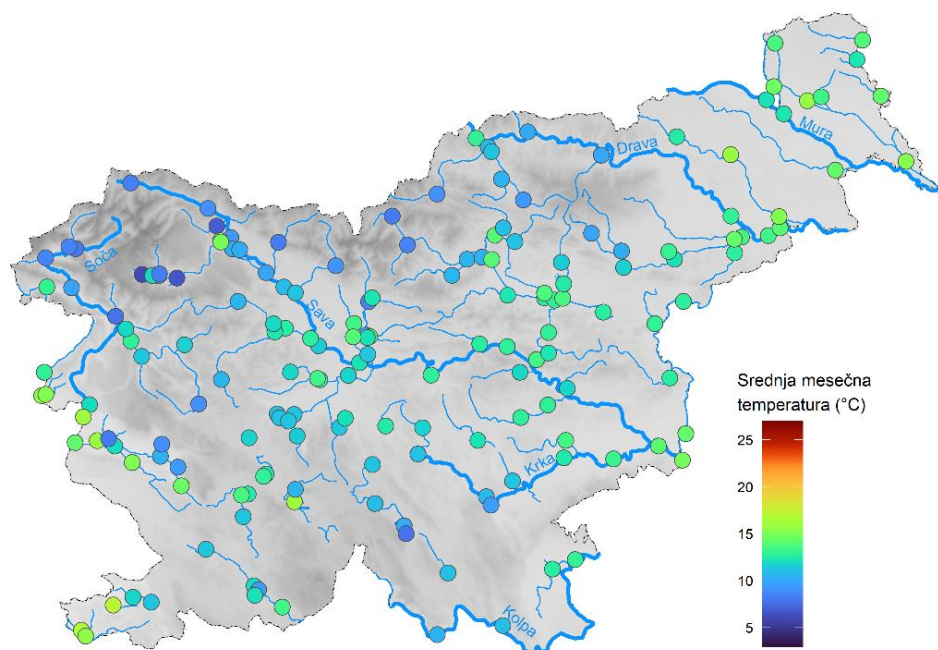 Mura
Drava
Soča
Sava
Krka
Kolpa
Srednja mesečna
temperatura (°C)
25
20
15
10
5